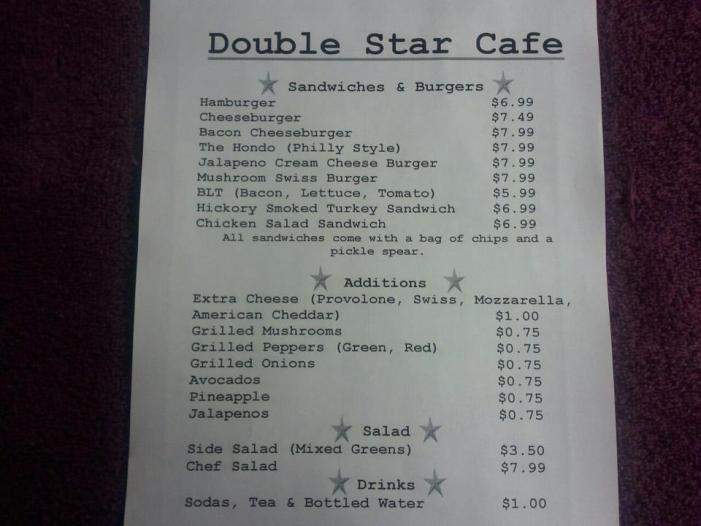 Double Star Cafe
Sandwiches & Burgers
Hamburger $6.99
Cheeseburger $7.49
Bacon Cheeseburger $7.99
The Hondo (Philly Style) $7.99
Jalapeno Cream Cheese Burger $7.99
Mushroom Swiss Burger $7.99
BLT (Bacon, Lettuce, Tomato) $5.99
Hickory Smoked Turkey Sandwich $6.99
Chicken Salad Sandwich $6.99
All sandwiches come with a bag of chips and a
pickle spear.
Additions
Extra Cheese (Provolone, Swiss, Mozzarella,
American Cheddar) $1.00
Grilled Mushrooms $0.75
Grilled Peppers (Green, Red) $0.75
Grilled Onions $0.75
Avocados $0.75
Pineapple $0.75
Jalapenos $0.75
Salad
Side Salad (Mixed Greens) $3.50
Chef Salad $7.99
Drinks
Sodas, Tea & Bottled Water $1.00